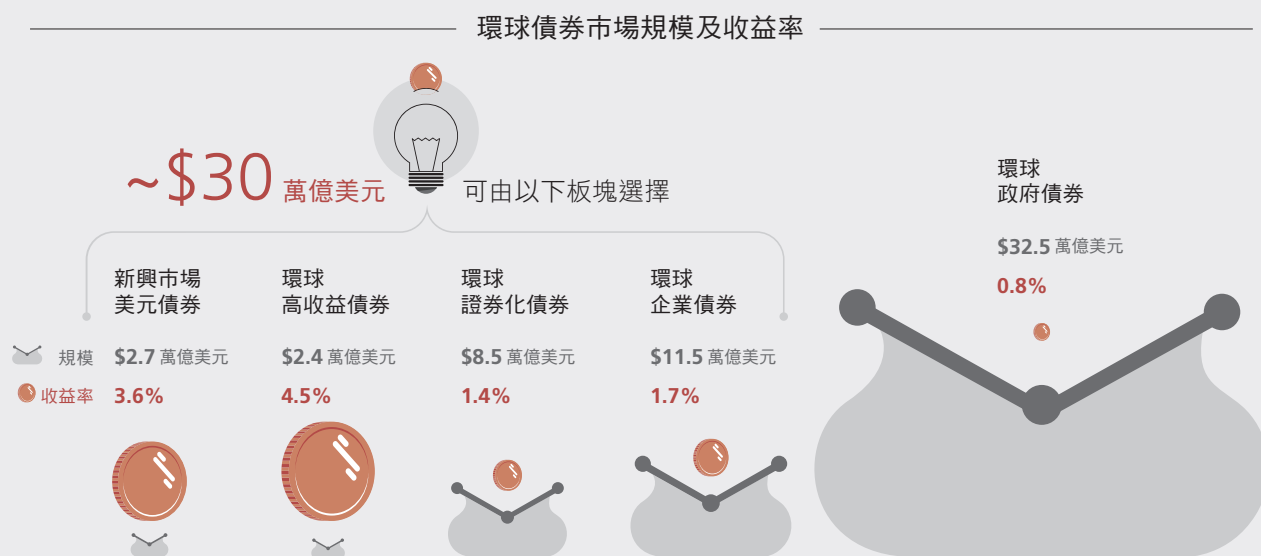 環球債券市場規模及收益率
~$30 萬億美元
可由以下板塊選擇
新興市場
美元債券
環球
高收益債券
環球
證券化債券
環球
企業債券
規模 $2.7 萬億美元 $2.4 萬億美元 $8.5 萬億美元 $11.5 萬億美元
收益率 3.6% 4.5% 1.4% 1.7%
環球
政府債券
$32.5 萬億美元
0.8%